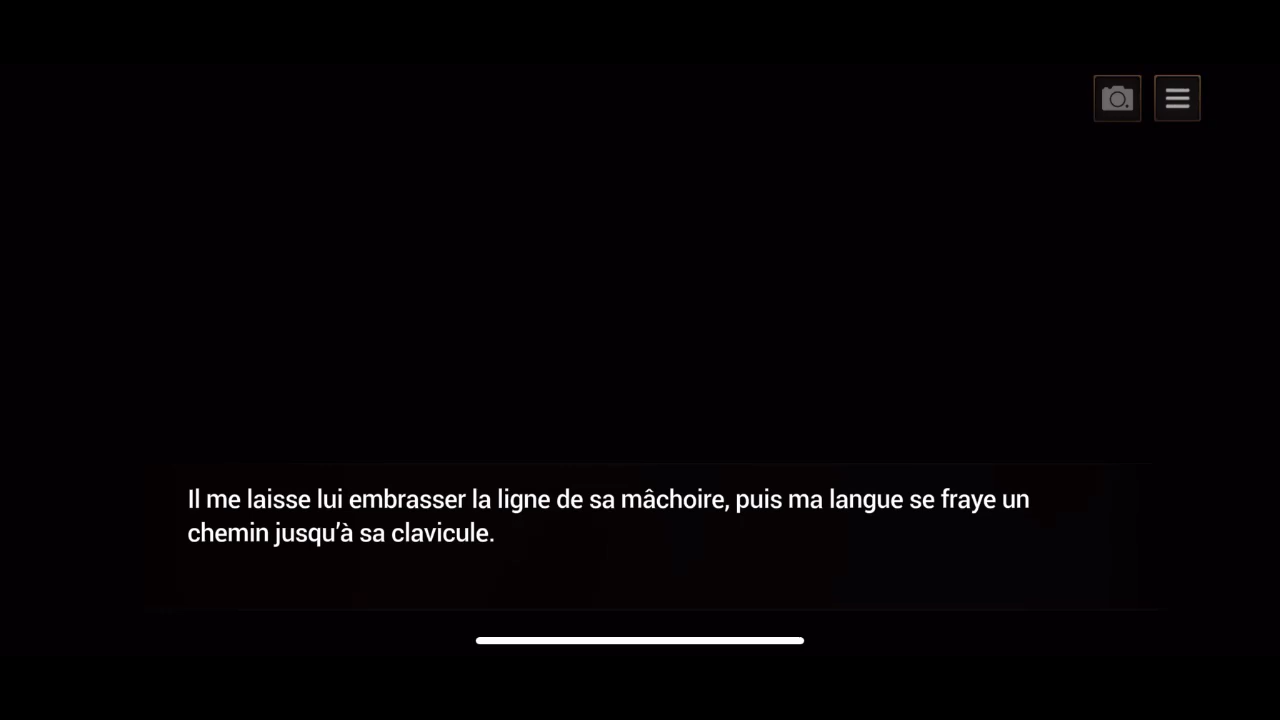 Il me laisse lui embrasser la ligne de sa mâchoire, puis ma langue se fraye un
chemin jusqu’à sa clavicule.